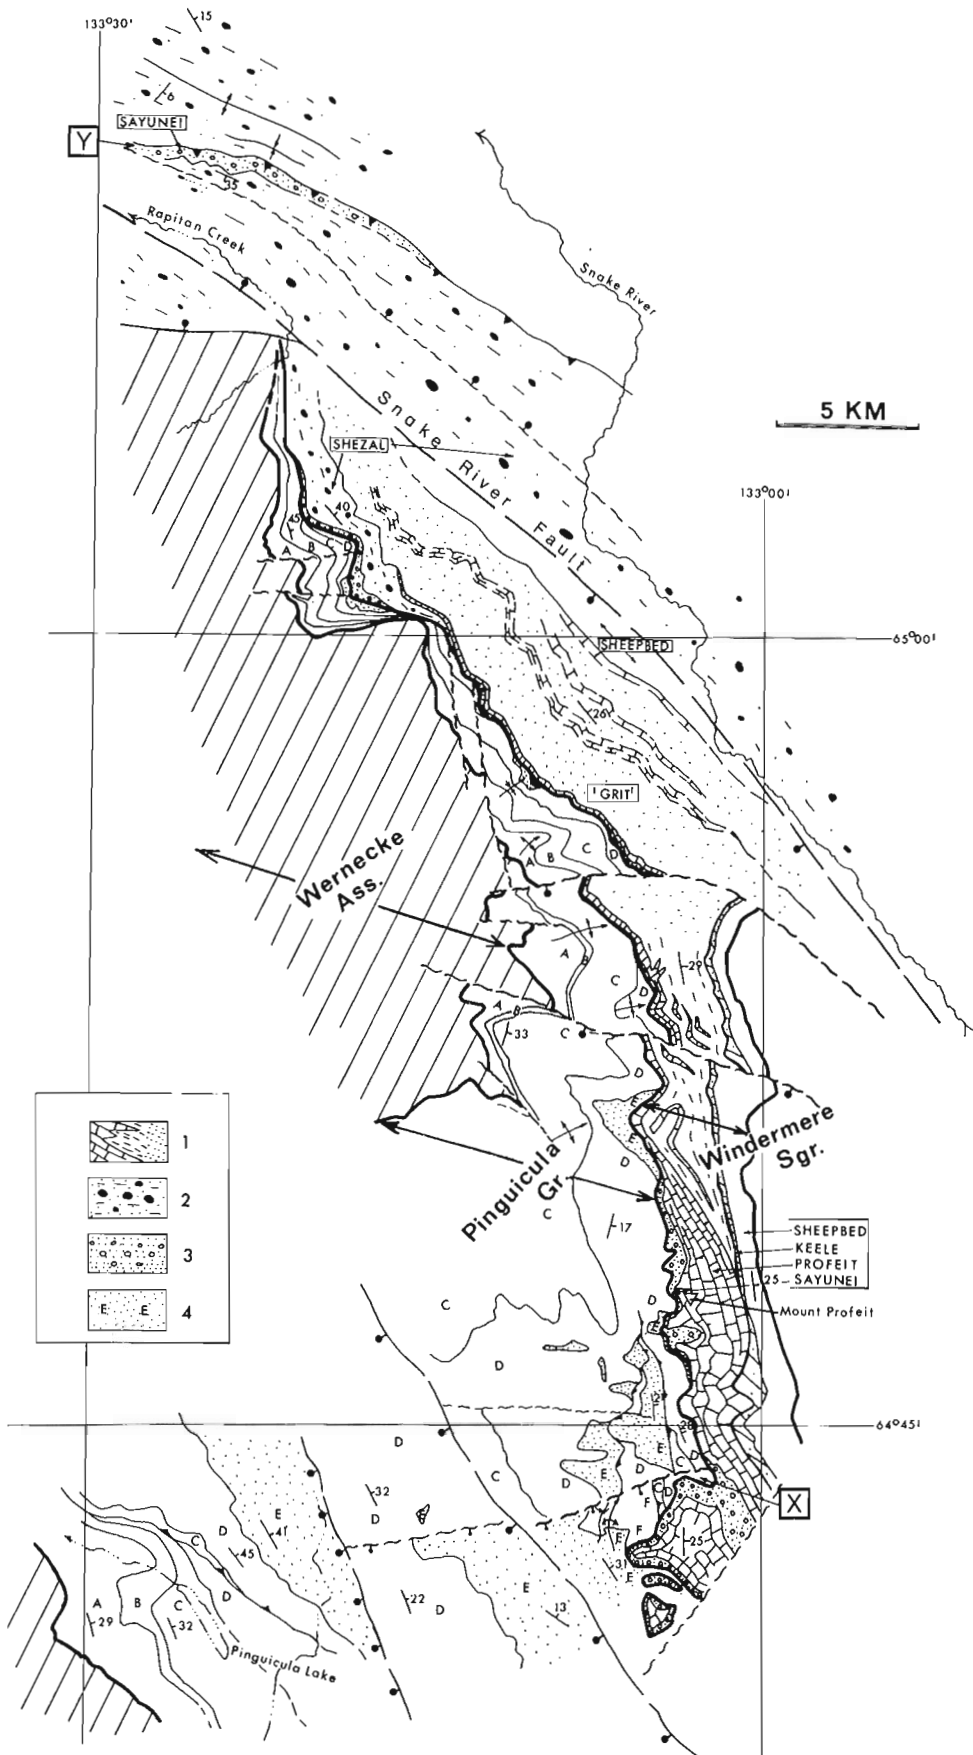 133°30'
15
6
SAYUNEI
Y
35
Rapitan Creek
Snake River
5 KM
Snake River Fault
SHEZAL
133°00'
40
45
A B C D
65°00'
SHEEPBED
26
'GRIT'
Wernecke
Ass.
A B C D
A B C D
29
A B C
33
D
E
E
D
Windermere
Sgr.
Pinguicula
Gr.
C
17
1
2
3
E E 4
SHEEPBED
KEELE
PROFEIT
25 SAYUNEI
Mount Profeit
C
D
D
E
27
28
64°45'
D
C
E
E
D
C
D
D
E
32
D
C
D
F
X
E
41
45
C
D
D
F
25
E
31
E
E
22
D
13
A B C
29
32
Pinguicula Lake